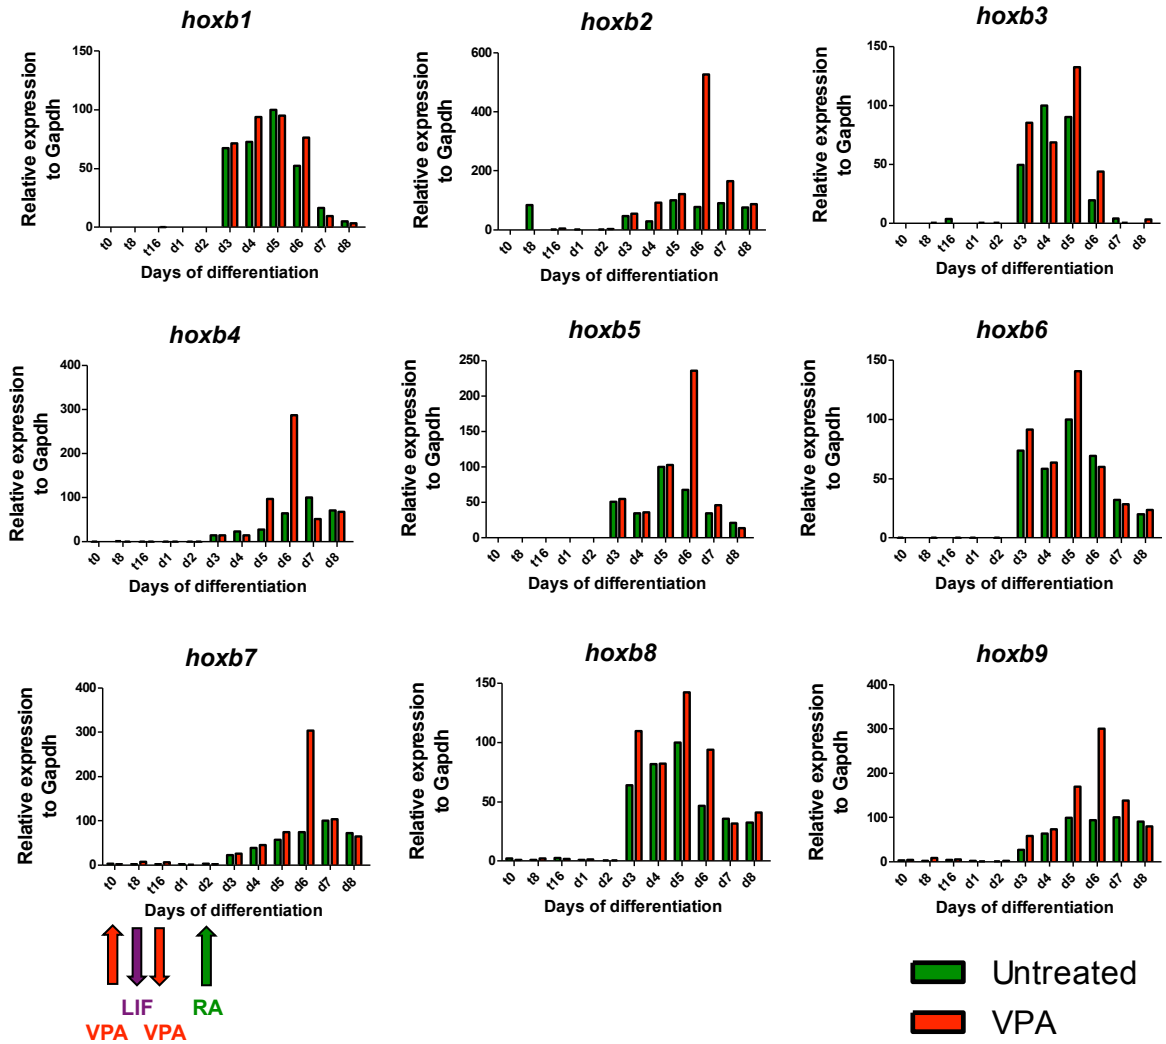 hoxb1
Relative expression
to Gapdh
150
100
50
0
t0 t8 t16 d1 d2 d3 d4 d5 d6 d7 d8
Days of differentiation
hoxb2
Relative expression
to Gapdh
600
400
200
0
t0 t8 t16 d1 d2 d3 d4 d5 d6 d7 d8
Days of differentiation
hoxb3
Relative expression
to Gapdh
150
100
50
0
t0 t8 t16 d1 d2 d3 d4 d5 d6 d7 d8
Days of differentiation
hoxb4
Relative expression
to Gapdh
400
300
200
100
0
t0 t8 t16 d1 d2 d3 d4 d5 d6 d7 d8
Days of differentiation
hoxb5
Relative expression
to Gapdh
250
200
150
100
50
0
t0 t8 t16 d1 d2 d3 d4 d5 d6 d7 d8
Days of differentiation
hoxb6
Relative expression
to Gapdh
150
100
50
0
t0 t8 t16 d1 d2 d3 d4 d5 d6 d7 d8
Days of differentiation
hoxb7
Relative expression
to Gapdh
400
300
200
100
0
t0 t8 t16 d1 d2 d3 d4 d5 d6 d7 d8
Days of differentiation
hoxb8
Relative expression
to Gapdh
150
100
50
0
t0 t8 t16 d1 d2 d3 d4 d5 d6 d7 d8
Days of differentiation
hoxb9
Relative expression
to Gapdh
400
300
200
100
0
t0 t8 t16 d1 d2 d3 d4 d5 d6 d7 d8
Days of differentiation
LIF RA
VPA VPA
Untreated
VPA